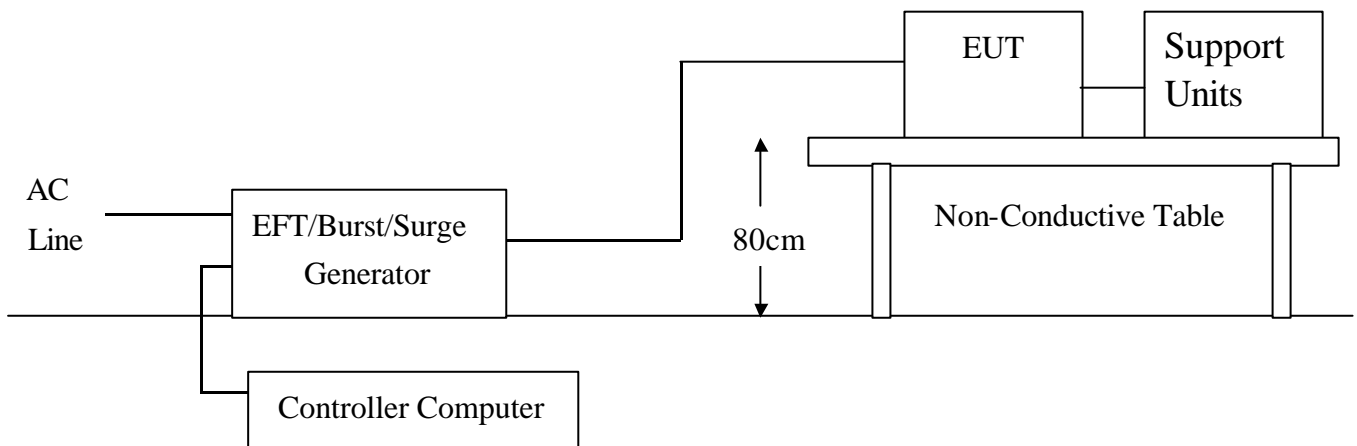 EUT
Support
Units
AC
Line
EFT/Burst/Surge
Generator
80cm
Non-Conductive Table
Controller Computer